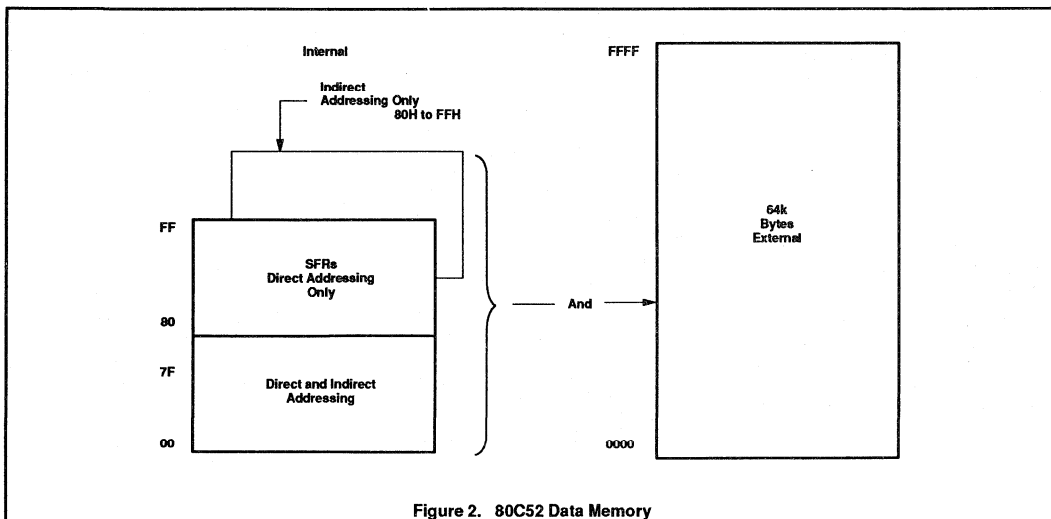 Internal
Indirect
Addressing Only
80H to FFH
FF
SFRs
Direct Addressing
Only
80
7F
Direct and Indirect
Addressing
00
And
FFFF
64k
Bytes
External
0000
Figure 2. 80C52 Data Memory